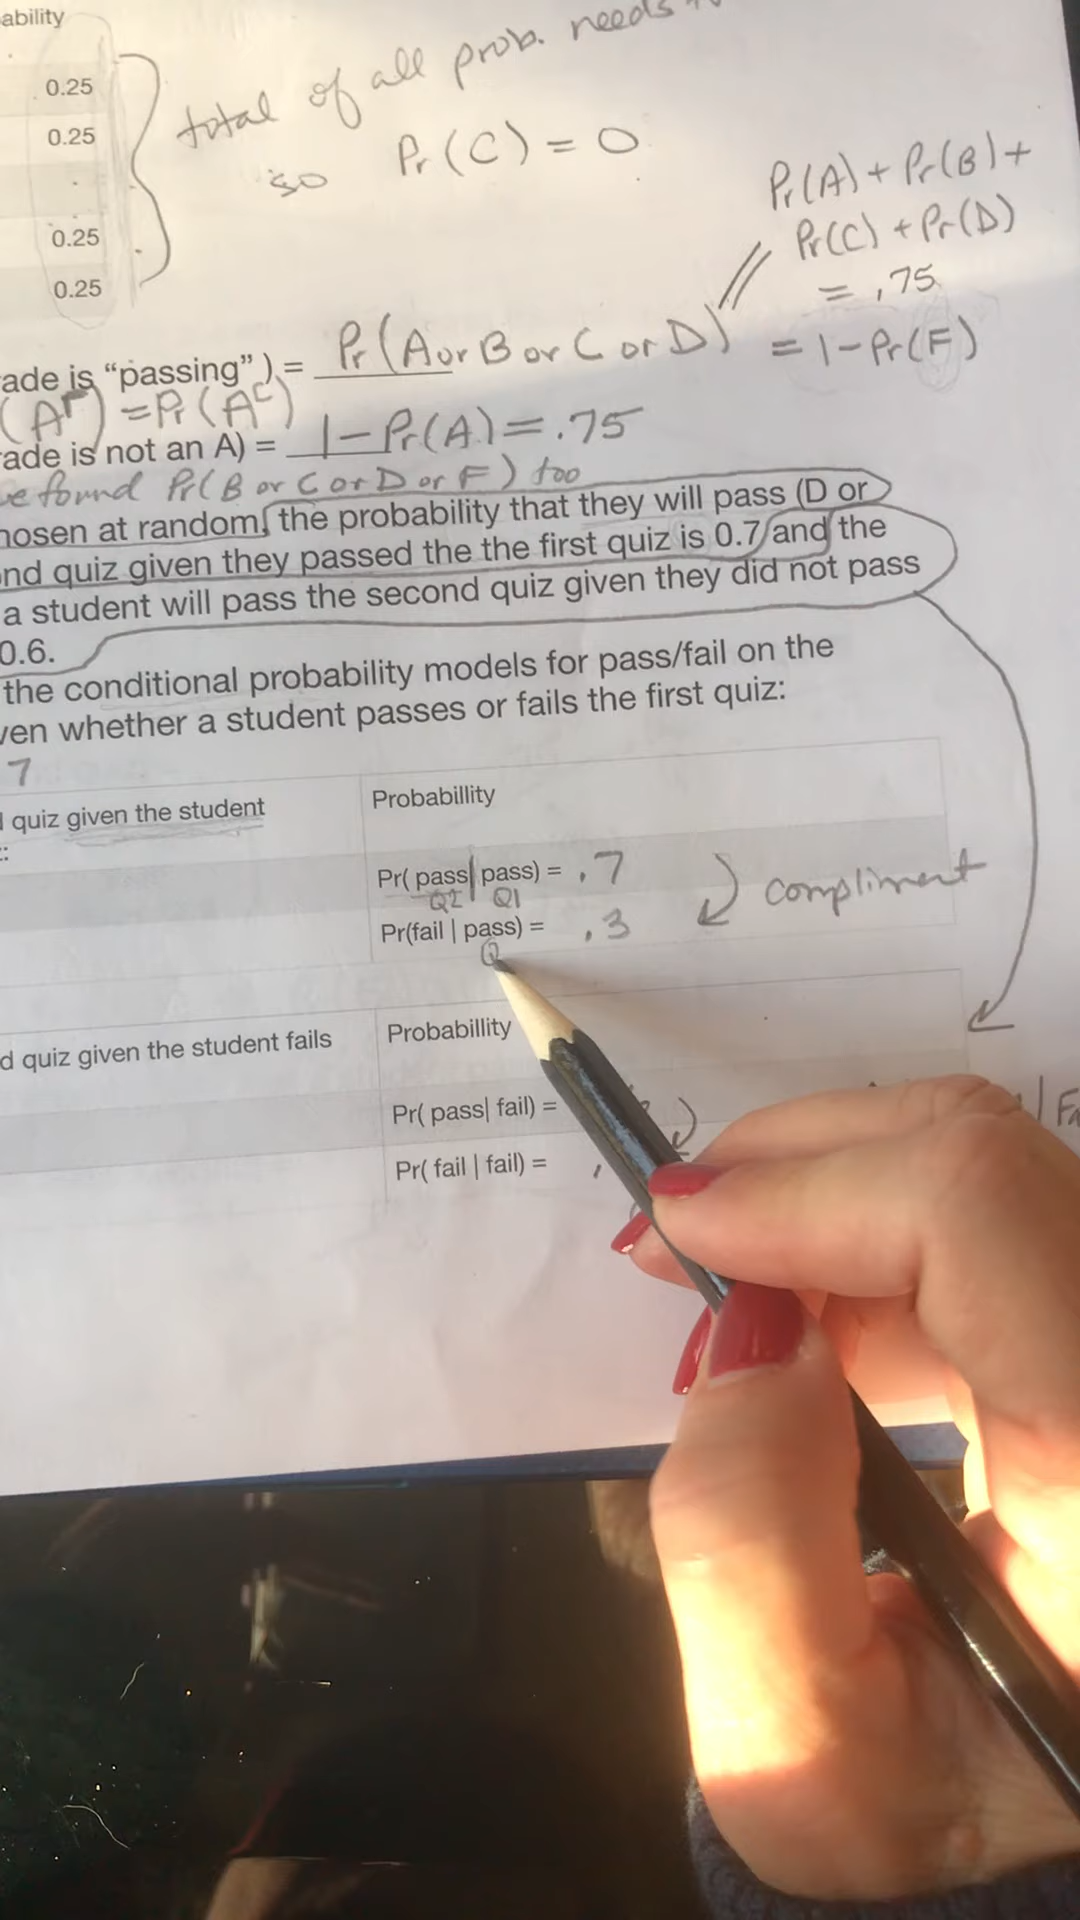 ability
0.25
0.25
0.25
0.25
total of all prob. needs
so Pr(C) = 0
Pr(A) + Pr(B) +
Pr(C) + Pr(D)
= .75
ade is “passing” ) = Pr(A or B or C or D) = 1 - Pr(F)
= Pr(Aᶜ)
ade is not an A) = 1 - Pr(A) = .75
e found Pr(B or C or D or F) too
hosen at random, the probability that they will pass (D or
nd quiz given they passed the the first quiz is 0.7 and the
a student will pass the second quiz given they did not pass
0.6.
the conditional probability models for pass/fail on the
ven whether a student passes or fails the first quiz:
7
quiz given the student
:
Probabillity
Pr( pass| pass) = .7
Q2 Q1
compliment
Pr(fail | pass) = .3
Q
d quiz given the student fails
Probabillity
Pr( pass| fail) =
Pr( fail | fail) =